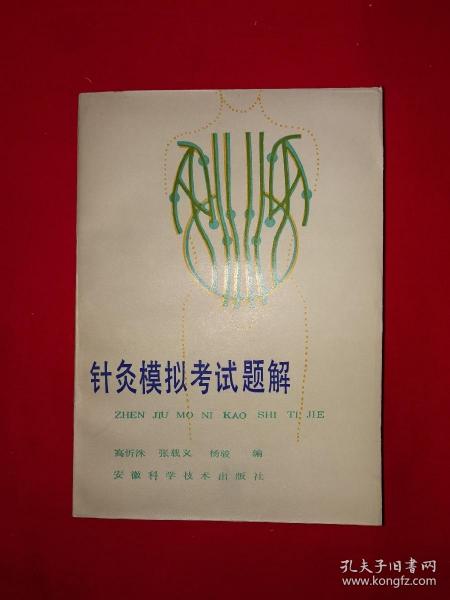 针灸模拟考试题解
ZHEN JIU MO NI KAO SHI TI JIE
高忻洙 张载义 杨骏 编
安徽科学技术出版社
孔夫子旧书网
www.kongfz.com